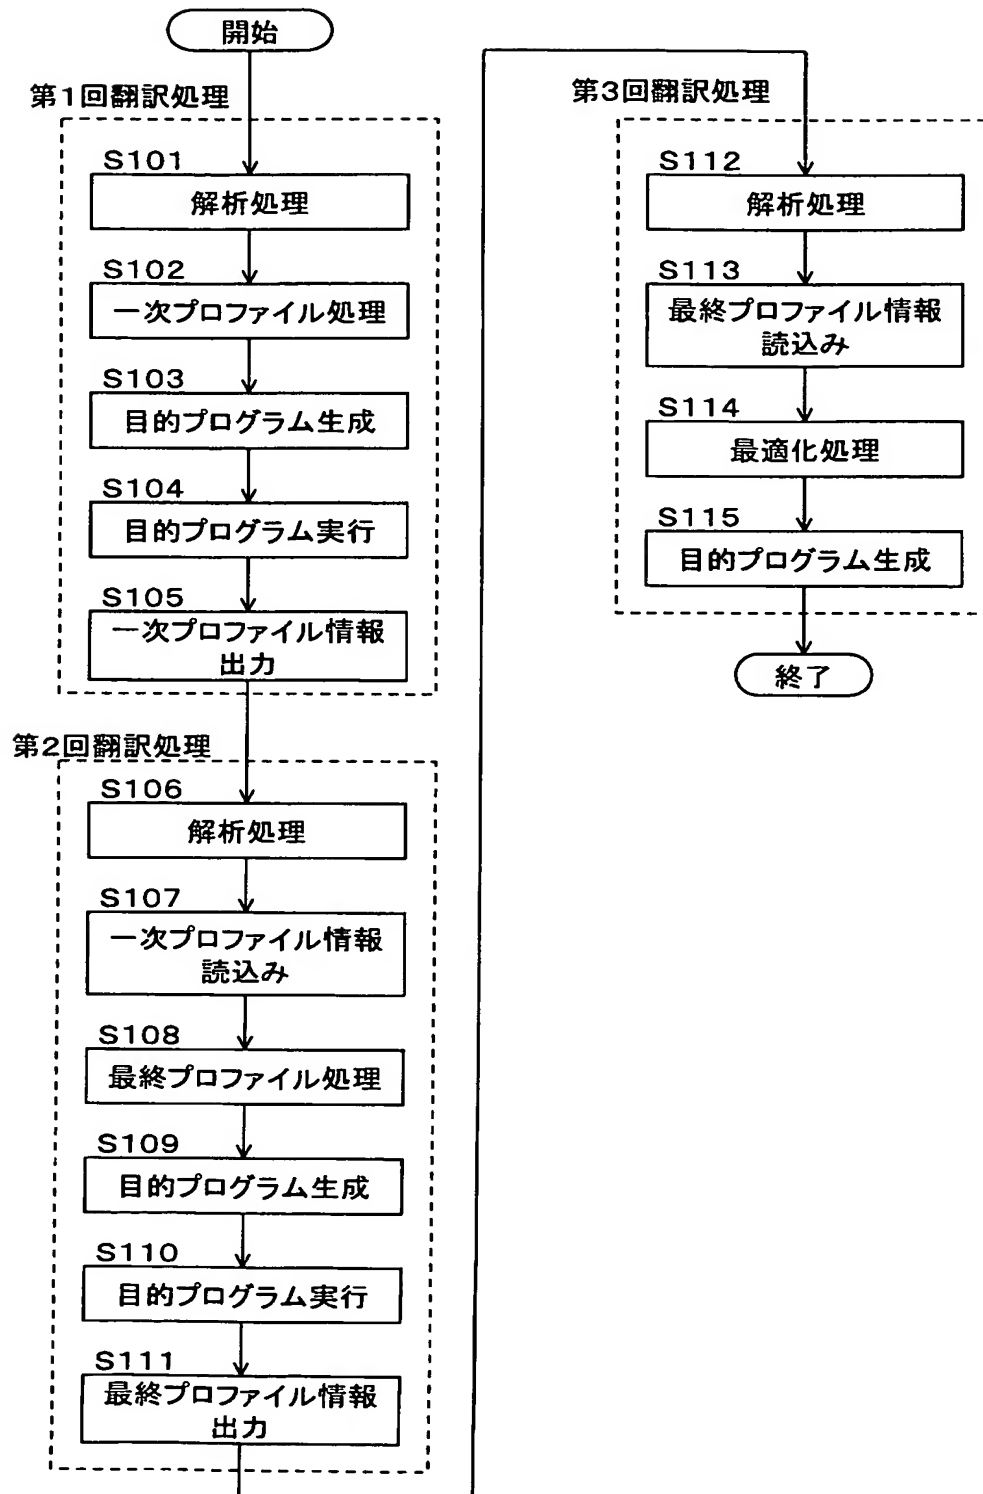 開始
第1回翻訳処理
S101
解析処理
S102
一次プロファイル処理
S103
目的プログラム生成
S104
目的プログラム実行
S105
一次プロファイル情報
出力
第2回翻訳処理
S106
解析処理
S107
一次プロファイル情報
読込み
S108
最終プロファイル処理
S109
目的プログラム生成
S110
目的プログラム実行
S111
最終プロファイル情報
出力
第3回翻訳処理
S112
解析処理
S113
最終プロファイル情報
読込み
S114
最適化処理
S115
目的プログラム生成
終了